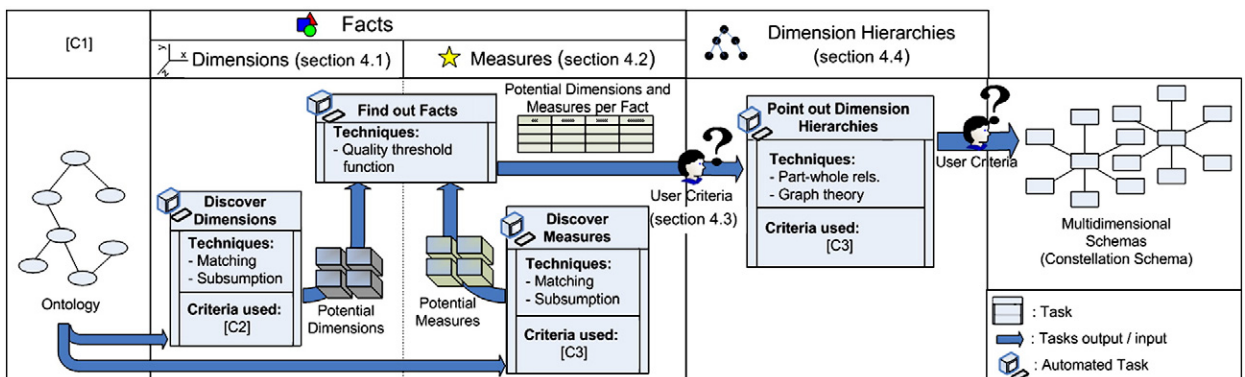 [C1]
Facts
Dimensions (section 4.1)
Measures (section 4.2)
Dimension Hierarchies
(section 4.4)
Ontology
Discover
Dimensions
Techniques:
- Matching
- Subsumption
Criteria used:
[C2]
Potential
Dimensions
Find out Facts
Techniques:
- Quality threshold
function
Potential Dimensions and
Measures per Fact
Potential
Measures
Discover
Measures
Techniques:
- Matching
- Subsumption
Criteria used:
[C3]
?
User Criteria
(section 4.3)
Point out Dimension
Hierarchies
Techniques:
- Part-whole rels.
- Graph theory
Criteria used:
[C3]
?
User Criteria
Multidimensional
Schemas
(Constellation Schema)
: Task
: Tasks output / input
: Automated Task